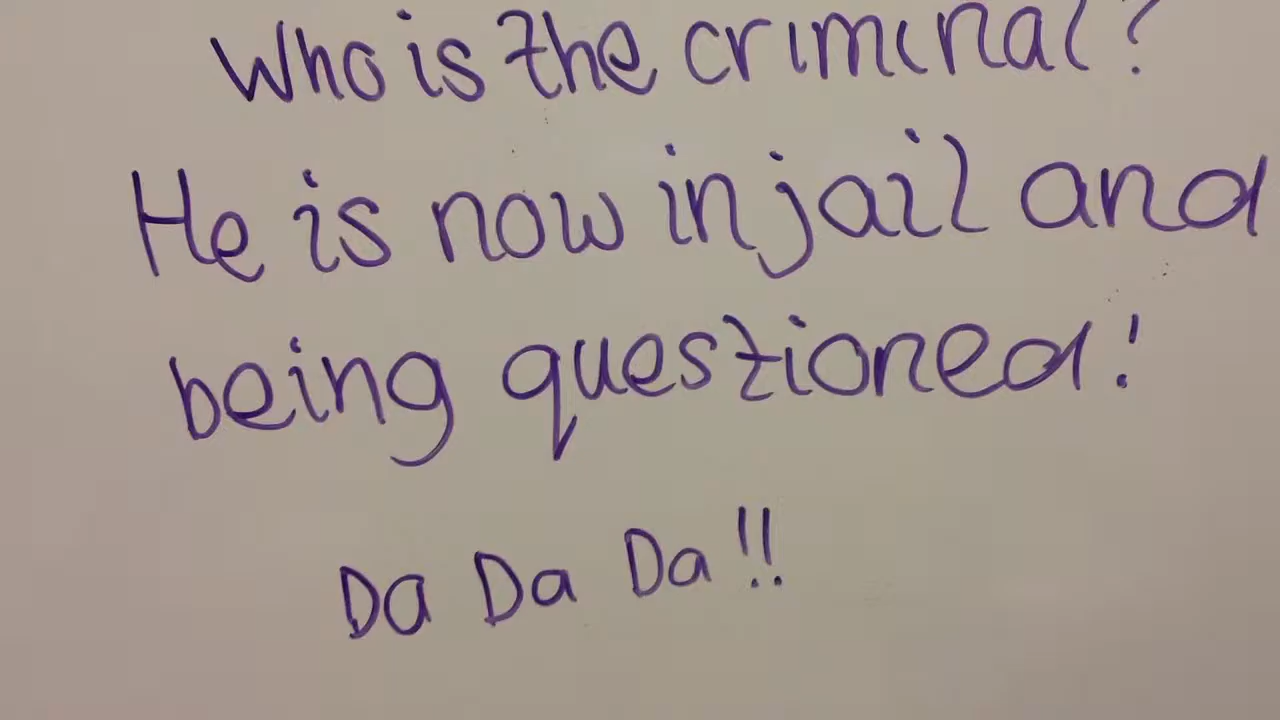 Who is the criminal?
He is now in jail and
being questioned!
Da Da Da!!